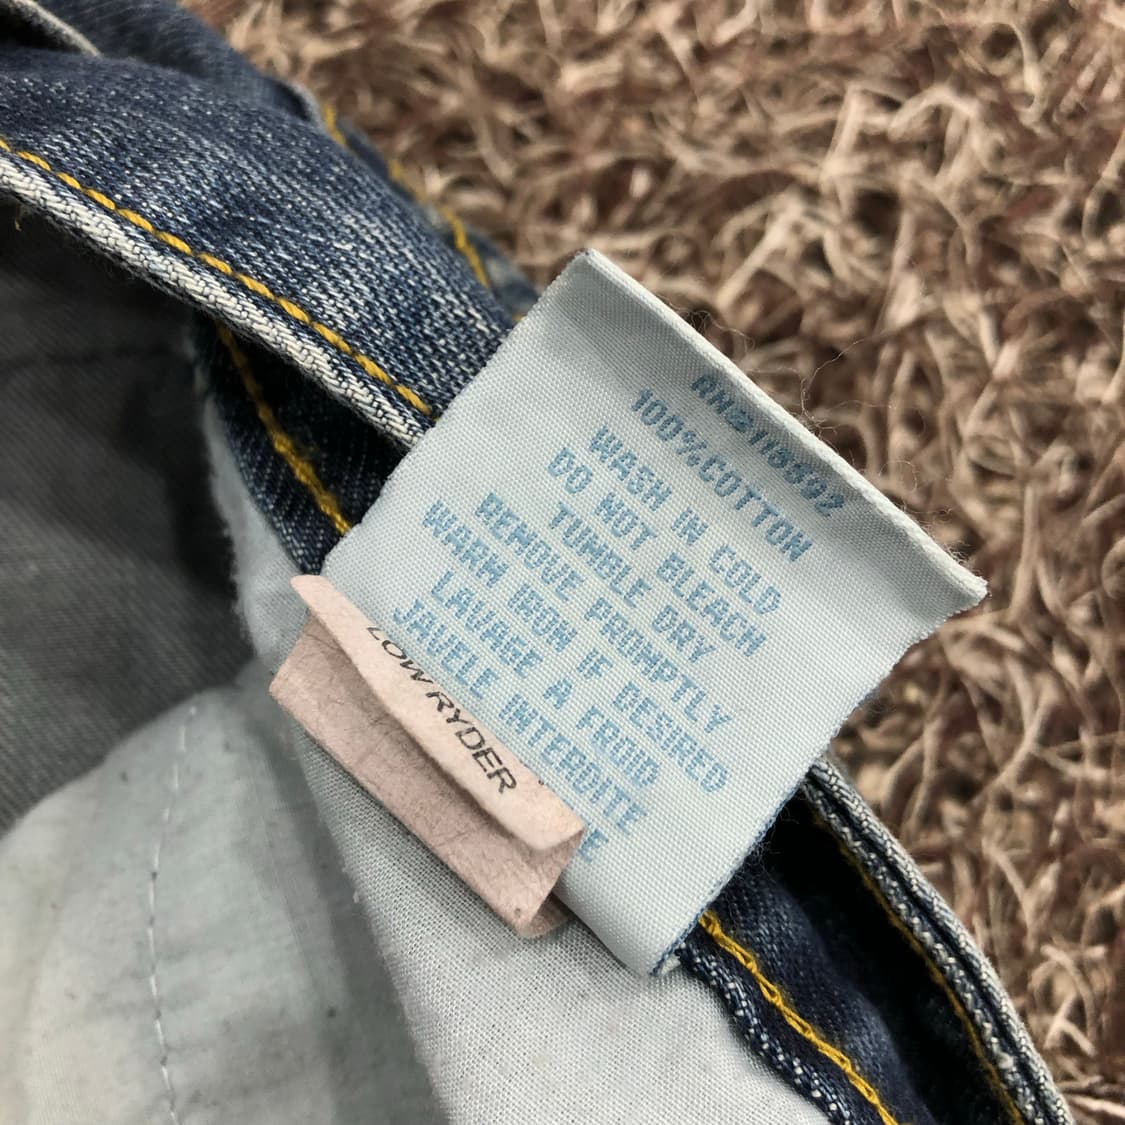 100%COTTON
WASH IN COLD
DO NOT BLEACH
TUMBLE DRY
REMOVE PROMPTLY
WARM IRON IF DESIRED
LAVAGE A FROID
JAVELE INTERDITE
LOW RYDER